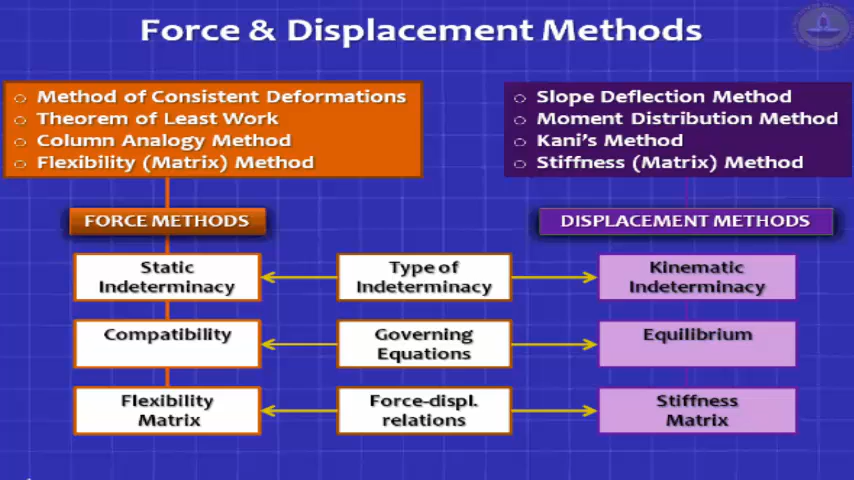 Force & Displacement Methods
Method of Consistent Deformations
Theorem of Least Work
Column Analogy Method
Flexibility (Matrix) Method
Slope Deflection Method
Moment Distribution Method
Kani's Method
Stiffness (Matrix) Method
FORCE METHODS
DISPLACEMENT METHODS
Static
Indeterminacy
Type of
Indeterminacy
Kinematic
Indeterminacy
Compatibility
Governing
Equations
Equilibrium
Flexibility
Matrix
Force-displ.
relations
Stiffness
Matrix